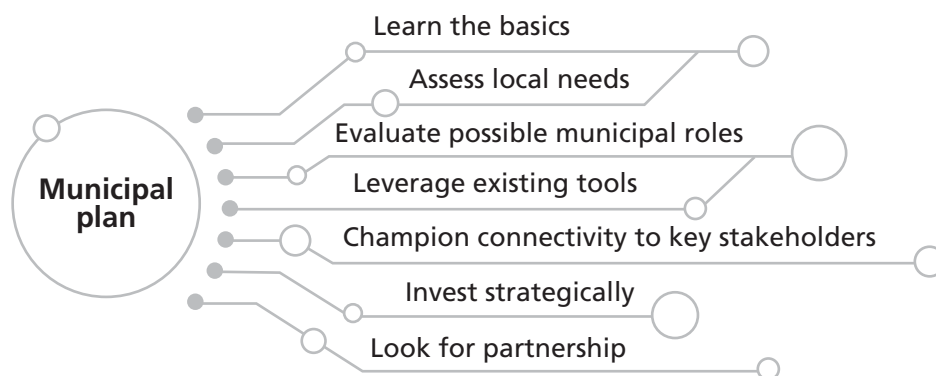 Municipal
plan
Learn the basics
Assess local needs
Evaluate possible municipal roles
Leverage existing tools
Champion connectivity to key stakeholders
Invest strategically
Look for partnership